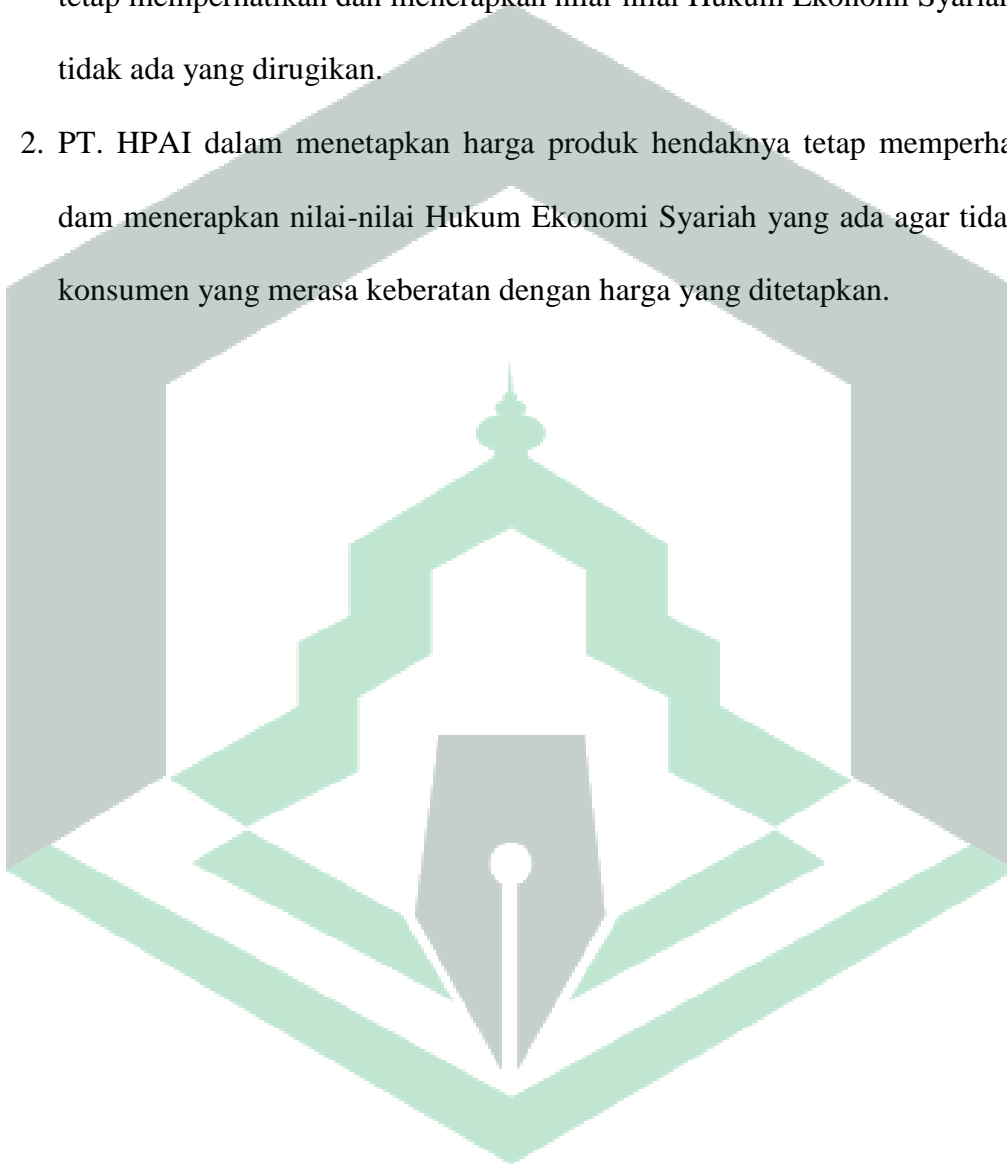 tetap memperhatikan dan menerapkan nilai-nilai Hukum Ekonomi Syariah
tidak ada yang dirugikan.
2. PT. HPAI dalam menetapkan harga produk hendaknya tetap memperha
dam menerapkan nilai-nilai Hukum Ekonomi Syariah yang ada agar tida
konsumen yang merasa keberatan dengan harga yang ditetapkan.